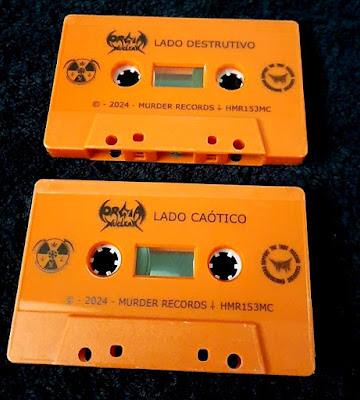 ORGIA NUCLEAR
LADO DESTRUTIVO
© - 2024 - MURDER RECORDS † HMR153MC
ORGIA NUCLEAR
LADO CAÓTICO
© - 2024 - MURDER RECORDS † HMR153MC